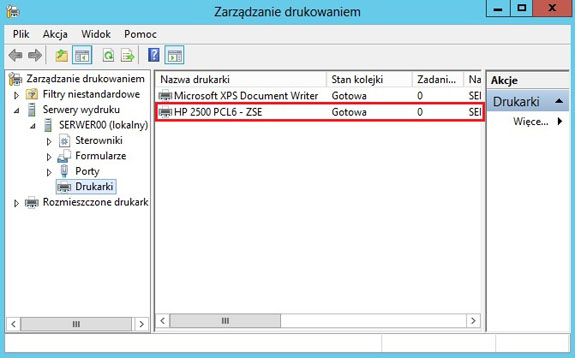 Zarządzanie drukowaniem
Plik Akcja Widok Pomoc
Zarządzanie drukowaniem
Filtry niestandardowe
Serwery wydruku
SERWER00 (lokalny)
Sterowniki
Formularze
Porty
Drukarki
Rozmieszczone drukark
Nazwa drukarki Stan kolejki Zadani... Na
Microsoft XPS Document Writer Gotowa 0 SEI
HP 2500 PCL6 - ZSE Gotowa 0 SEI
Akcje
Drukarki
Więce...